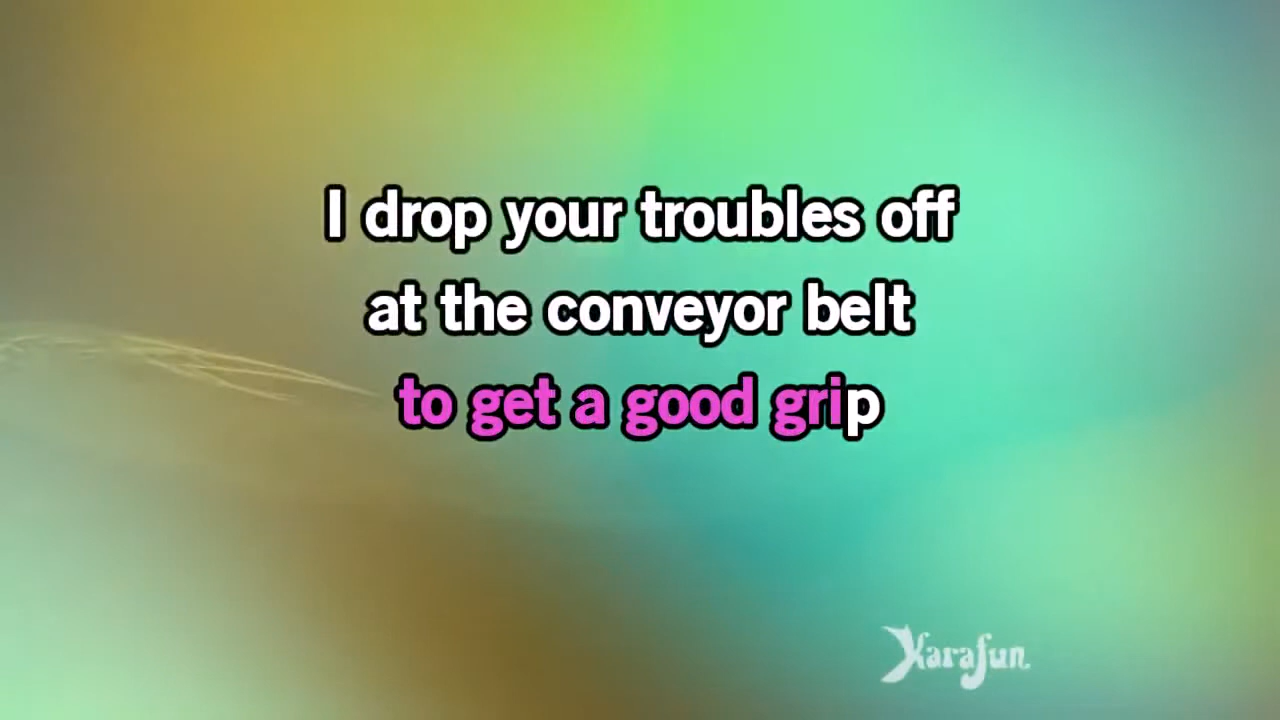 I drop your troubles off
at the conveyor belt
to get a good grip
Karafun